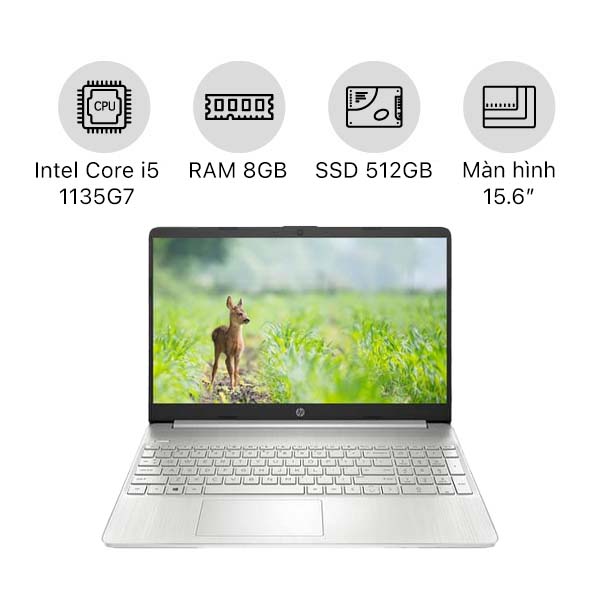 CPU
Intel Core i5
1135G7
RAM 8GB
SSD 512GB
Màn hình
15.6″
hp